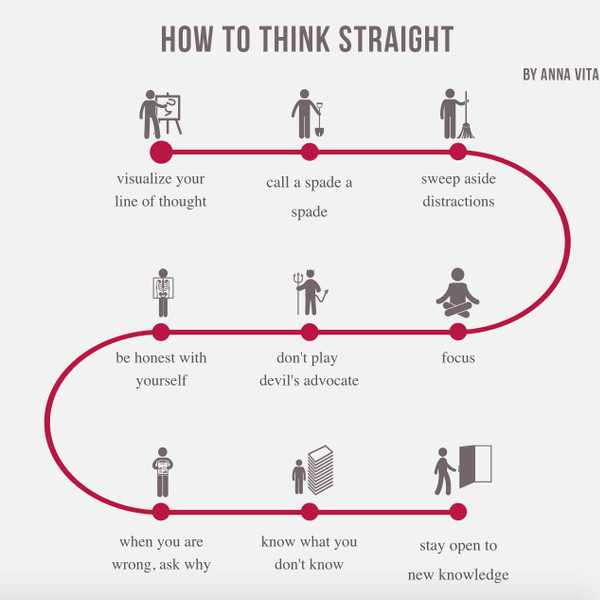 HOW TO THINK STRAIGHT
BY ANNA VITA
visualize your
line of thought
call a spade a
spade
sweep aside
distractions
be honest with
yourself
don't play
devil's advocate
focus
when you are
wrong, ask why
know what you
don't know
stay open to
new knowledge